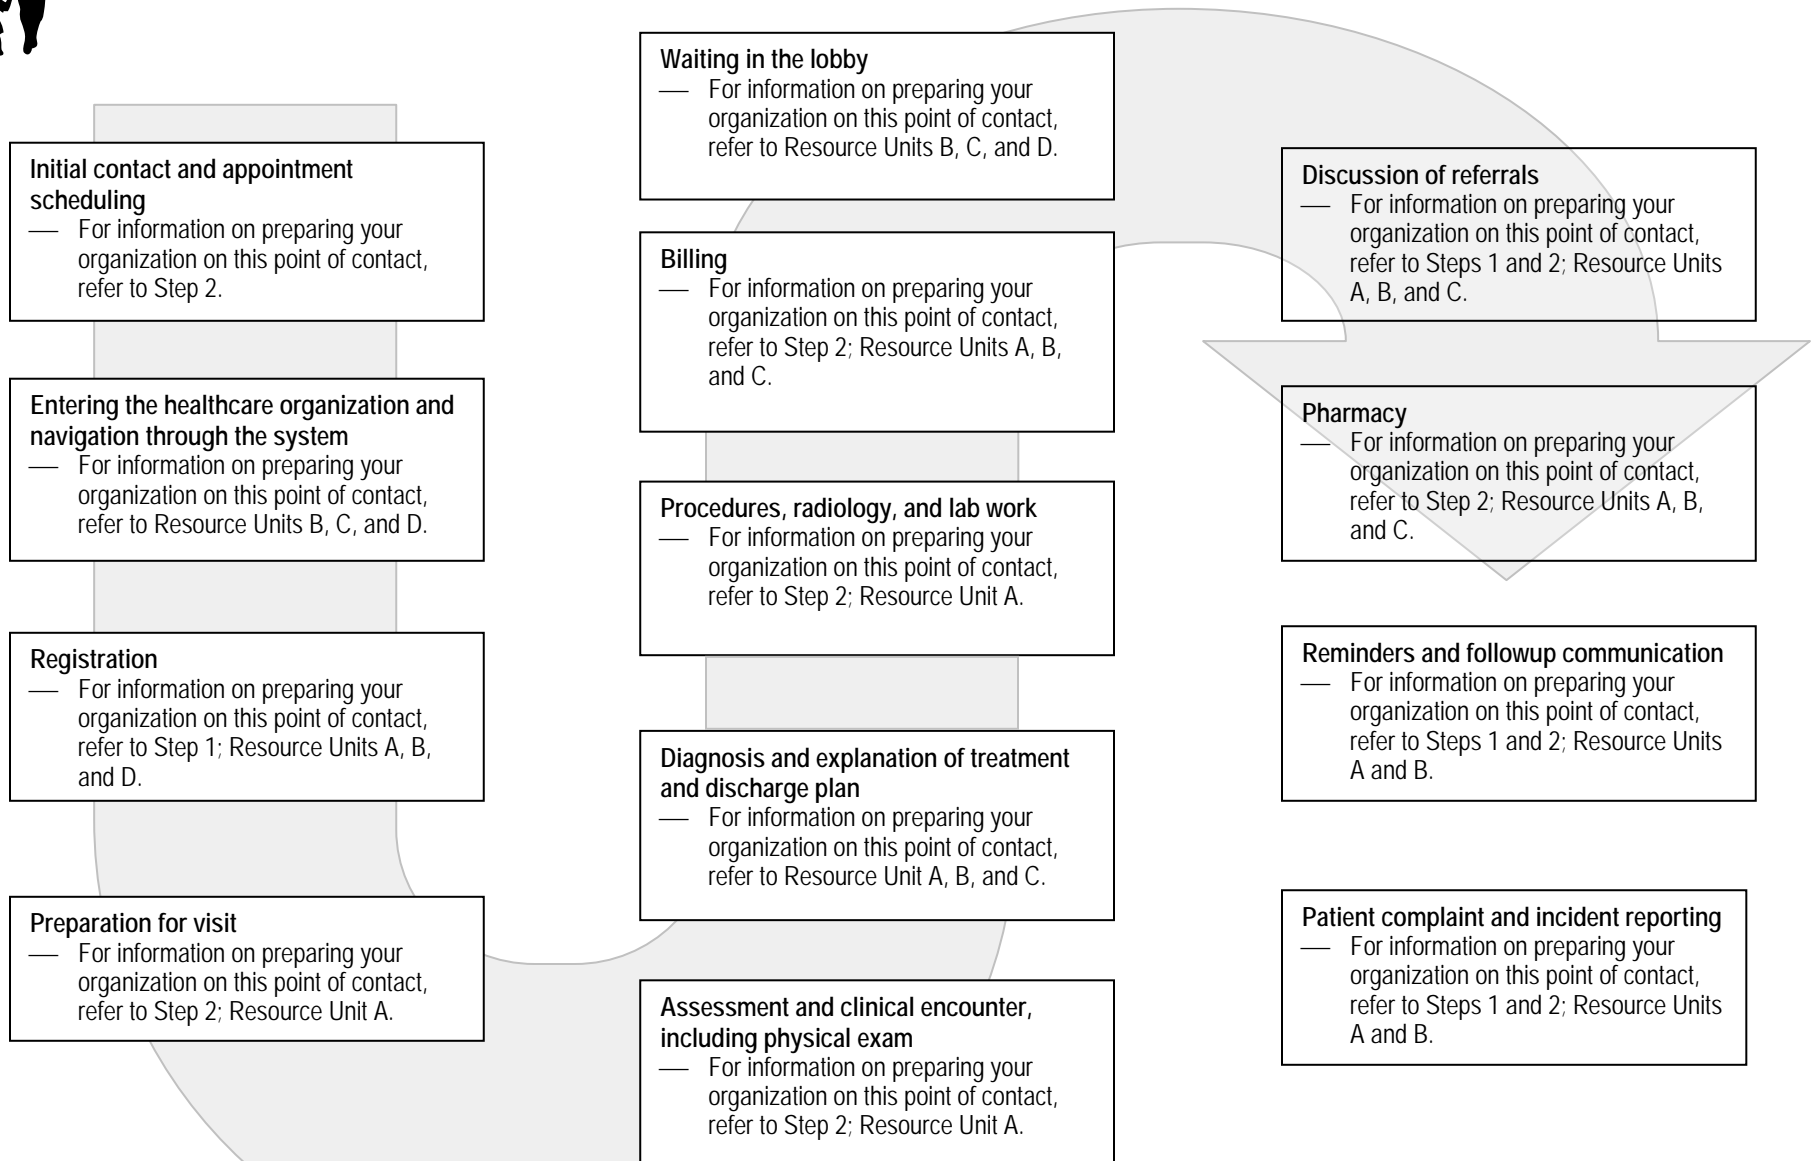 Initial contact and appointment
scheduling
— For information on preparing your
organization on this point of contact,
refer to Step 2.
Entering the healthcare organization and
navigation through the system
— For information on preparing your
organization on this point of contact,
refer to Resource Units B, C, and D.
Registration
— For information on preparing your
organization on this point of contact,
refer to Step 1; Resource Units A, B,
and D.
Preparation for visit
— For information on preparing your
organization on this point of contact,
refer to Step 2; Resource Unit A.
Waiting in the lobby
— For information on preparing your
organization on this point of contact,
refer to Resource Units B, C, and D.
Billing
— For information on preparing your
organization on this point of contact,
refer to Step 2; Resource Units A, B,
and C.
Procedures, radiology, and lab work
— For information on preparing your
organization on this point of contact,
refer to Step 2; Resource Unit A.
Diagnosis and explanation of treatment
and discharge plan
— For information on preparing your
organization on this point of contact,
refer to Resource Unit A, B, and C.
Assessment and clinical encounter,
including physical exam
— For information on preparing your
organization on this point of contact,
refer to Step 2; Resource Unit A.
Discussion of referrals
— For information on preparing your
organization on this point of contact,
refer to Steps 1 and 2; Resource Units
A, B, and C.
Pharmacy
— For information on preparing your
organization on this point of contact,
refer to Step 2; Resource Units A, B,
and C.
Reminders and followup communication
— For information on preparing your
organization on this point of contact,
refer to Steps 1 and 2; Resource Units
A and B.
Patient complaint and incident reporting
— For information on preparing your
organization on this point of contact,
refer to Steps 1 and 2; Resource Units
A and B.